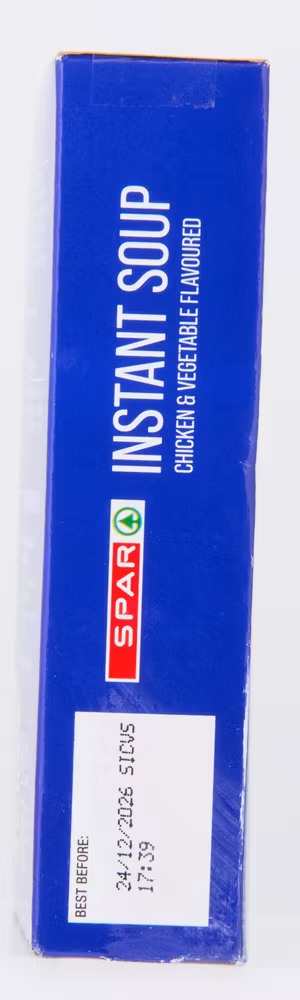 INSTANT SOUP
CHICKEN & VEGETABLE FLAVOURED
SPAR
BEST BEFORE:
24/12/2026 SICVS
17:39